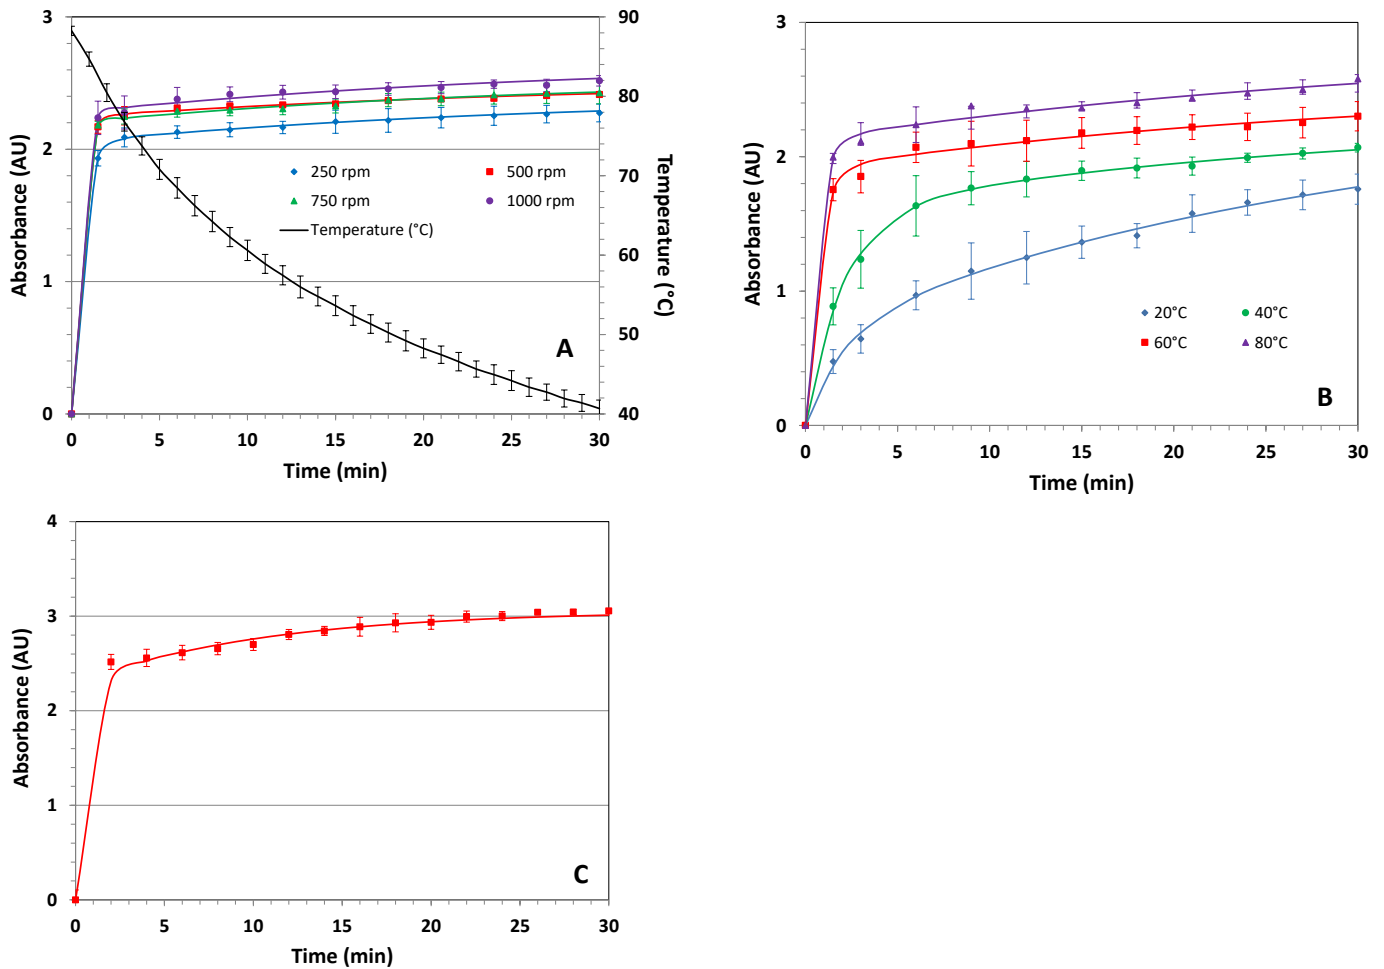 3
2
1
0
90
80
70
60
50
40
0 5 10 15 20 25 30
Absorbance (AU)
Temperature (°C)
Time (min)
250 rpm 500 rpm
750 rpm 1000 rpm
Temperature (°C)
A
3
2
1
0
0 5 10 15 20 25 30
Absorbance (AU)
Time (min)
20°C 40°C
60°C 80°C
B
4
3
2
1
0
0 5 10 15 20 25 30
Absorbance (AU)
Time (min)
C